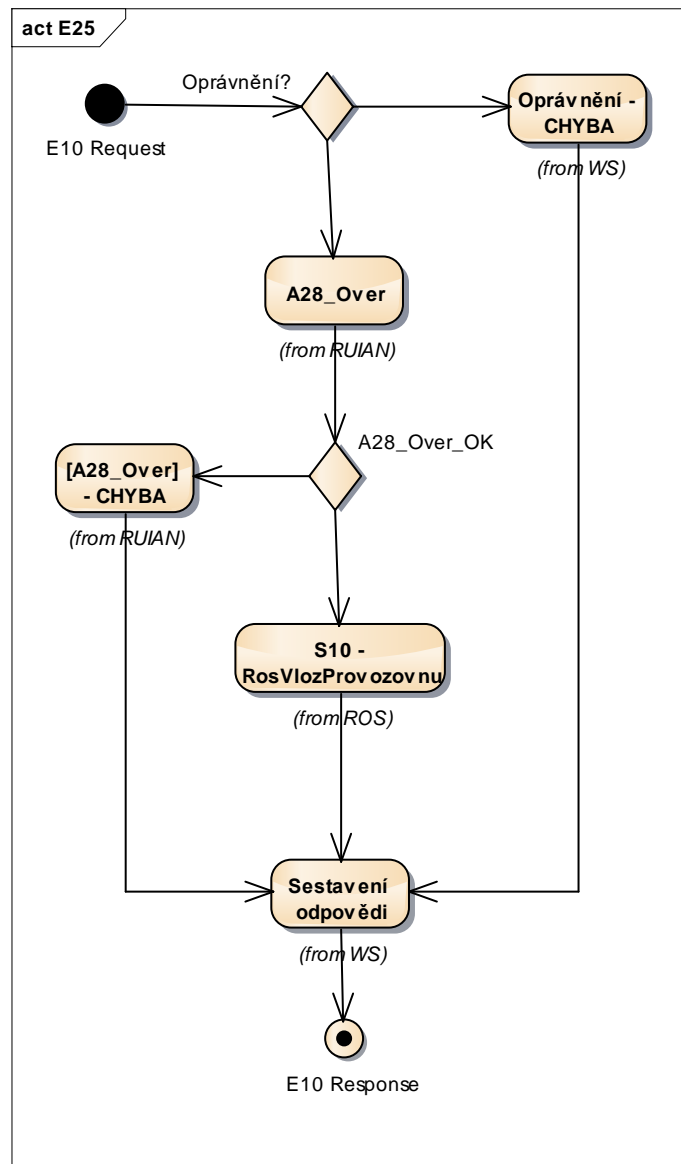 act E25
Oprávnění?
Oprávnění -
CHYBA
E10 Request
(from WS)
A28_Over
(from RUIAN)
A28_Over_OK
[A28_Over]
- CHYBA
(from RUIAN)
S10 -
RosVlozProvozovnu
(from ROS)
Sestavení
odpovědi
(from WS)
E10 Response